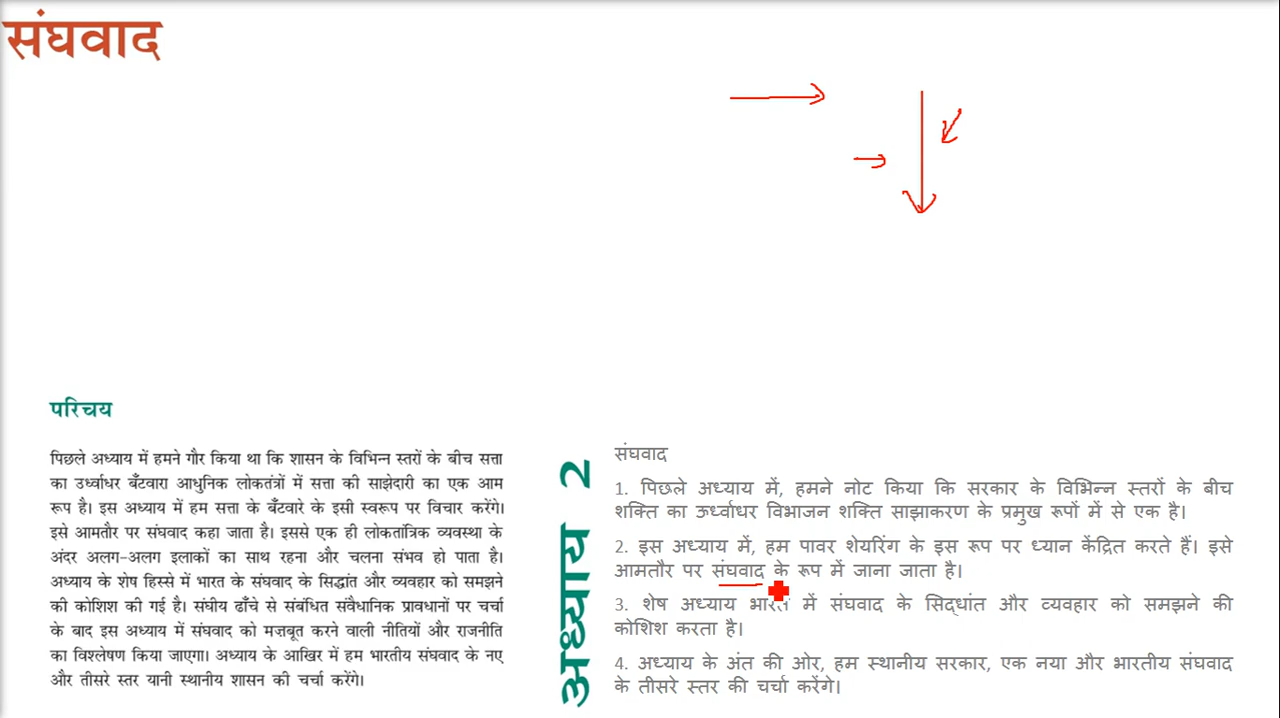 संघवाद
परिचय
पिछले अध्याय में हमने गौर किया था कि शासन के विभिन्न स्तरों के बीच सत्ता
का उर्ध्वाधर बँटवारा आधुनिक लोकतंत्रों में सत्ता की साझेदारी का एक आम
रूप है। इस अध्याय में हम सत्ता के बँटवारे के इसी स्वरूप पर विचार करेंगे।
इसे आमतौर पर संघवाद कहा जाता है। इससे एक ही लोकतांत्रिक व्यवस्था के
अंदर अलग-अलग इलाकों का साथ रहना और चलना संभव हो पाता है।
अध्याय के शेष हिस्से में भारत के संघवाद के सिद्धांत और व्यवहार को समझने
की कोशिश की गई है। संघीय ढाँचे से संबंधित संवैधानिक प्रावधानों पर चर्चा
के बाद इस अध्याय में संघवाद को मज़बूत करने वाली नीतियों और राजनीति
का विश्लेषण किया जाएगा। अध्याय के आखिर में हम भारतीय संघवाद के नए
और तीसरे स्तर यानी स्थानीय शासन की चर्चा करेंगे।
अध्याय 2
संघवाद
1. पिछले अध्याय में, हमने नोट किया कि सरकार के विभिन्न स्तरों के बीच
शक्ति का ऊर्ध्वाधर विभाजन शक्ति साझाकरण के प्रमुख रूपों में से एक है।
2. इस अध्याय में, हम पावर शेयरिंग के इस रूप पर ध्यान केंद्रित करते हैं। इसे
आमतौर पर संघवाद के रूप में जाना जाता है।
3. शेष अध्याय भारत में संघवाद के सिद्धांत और व्यवहार को समझने की
कोशिश करता है।
4. अध्याय के अंत की ओर, हम स्थानीय सरकार, एक नया और भारतीय संघवाद
के तीसरे स्तर की चर्चा करेंगे।